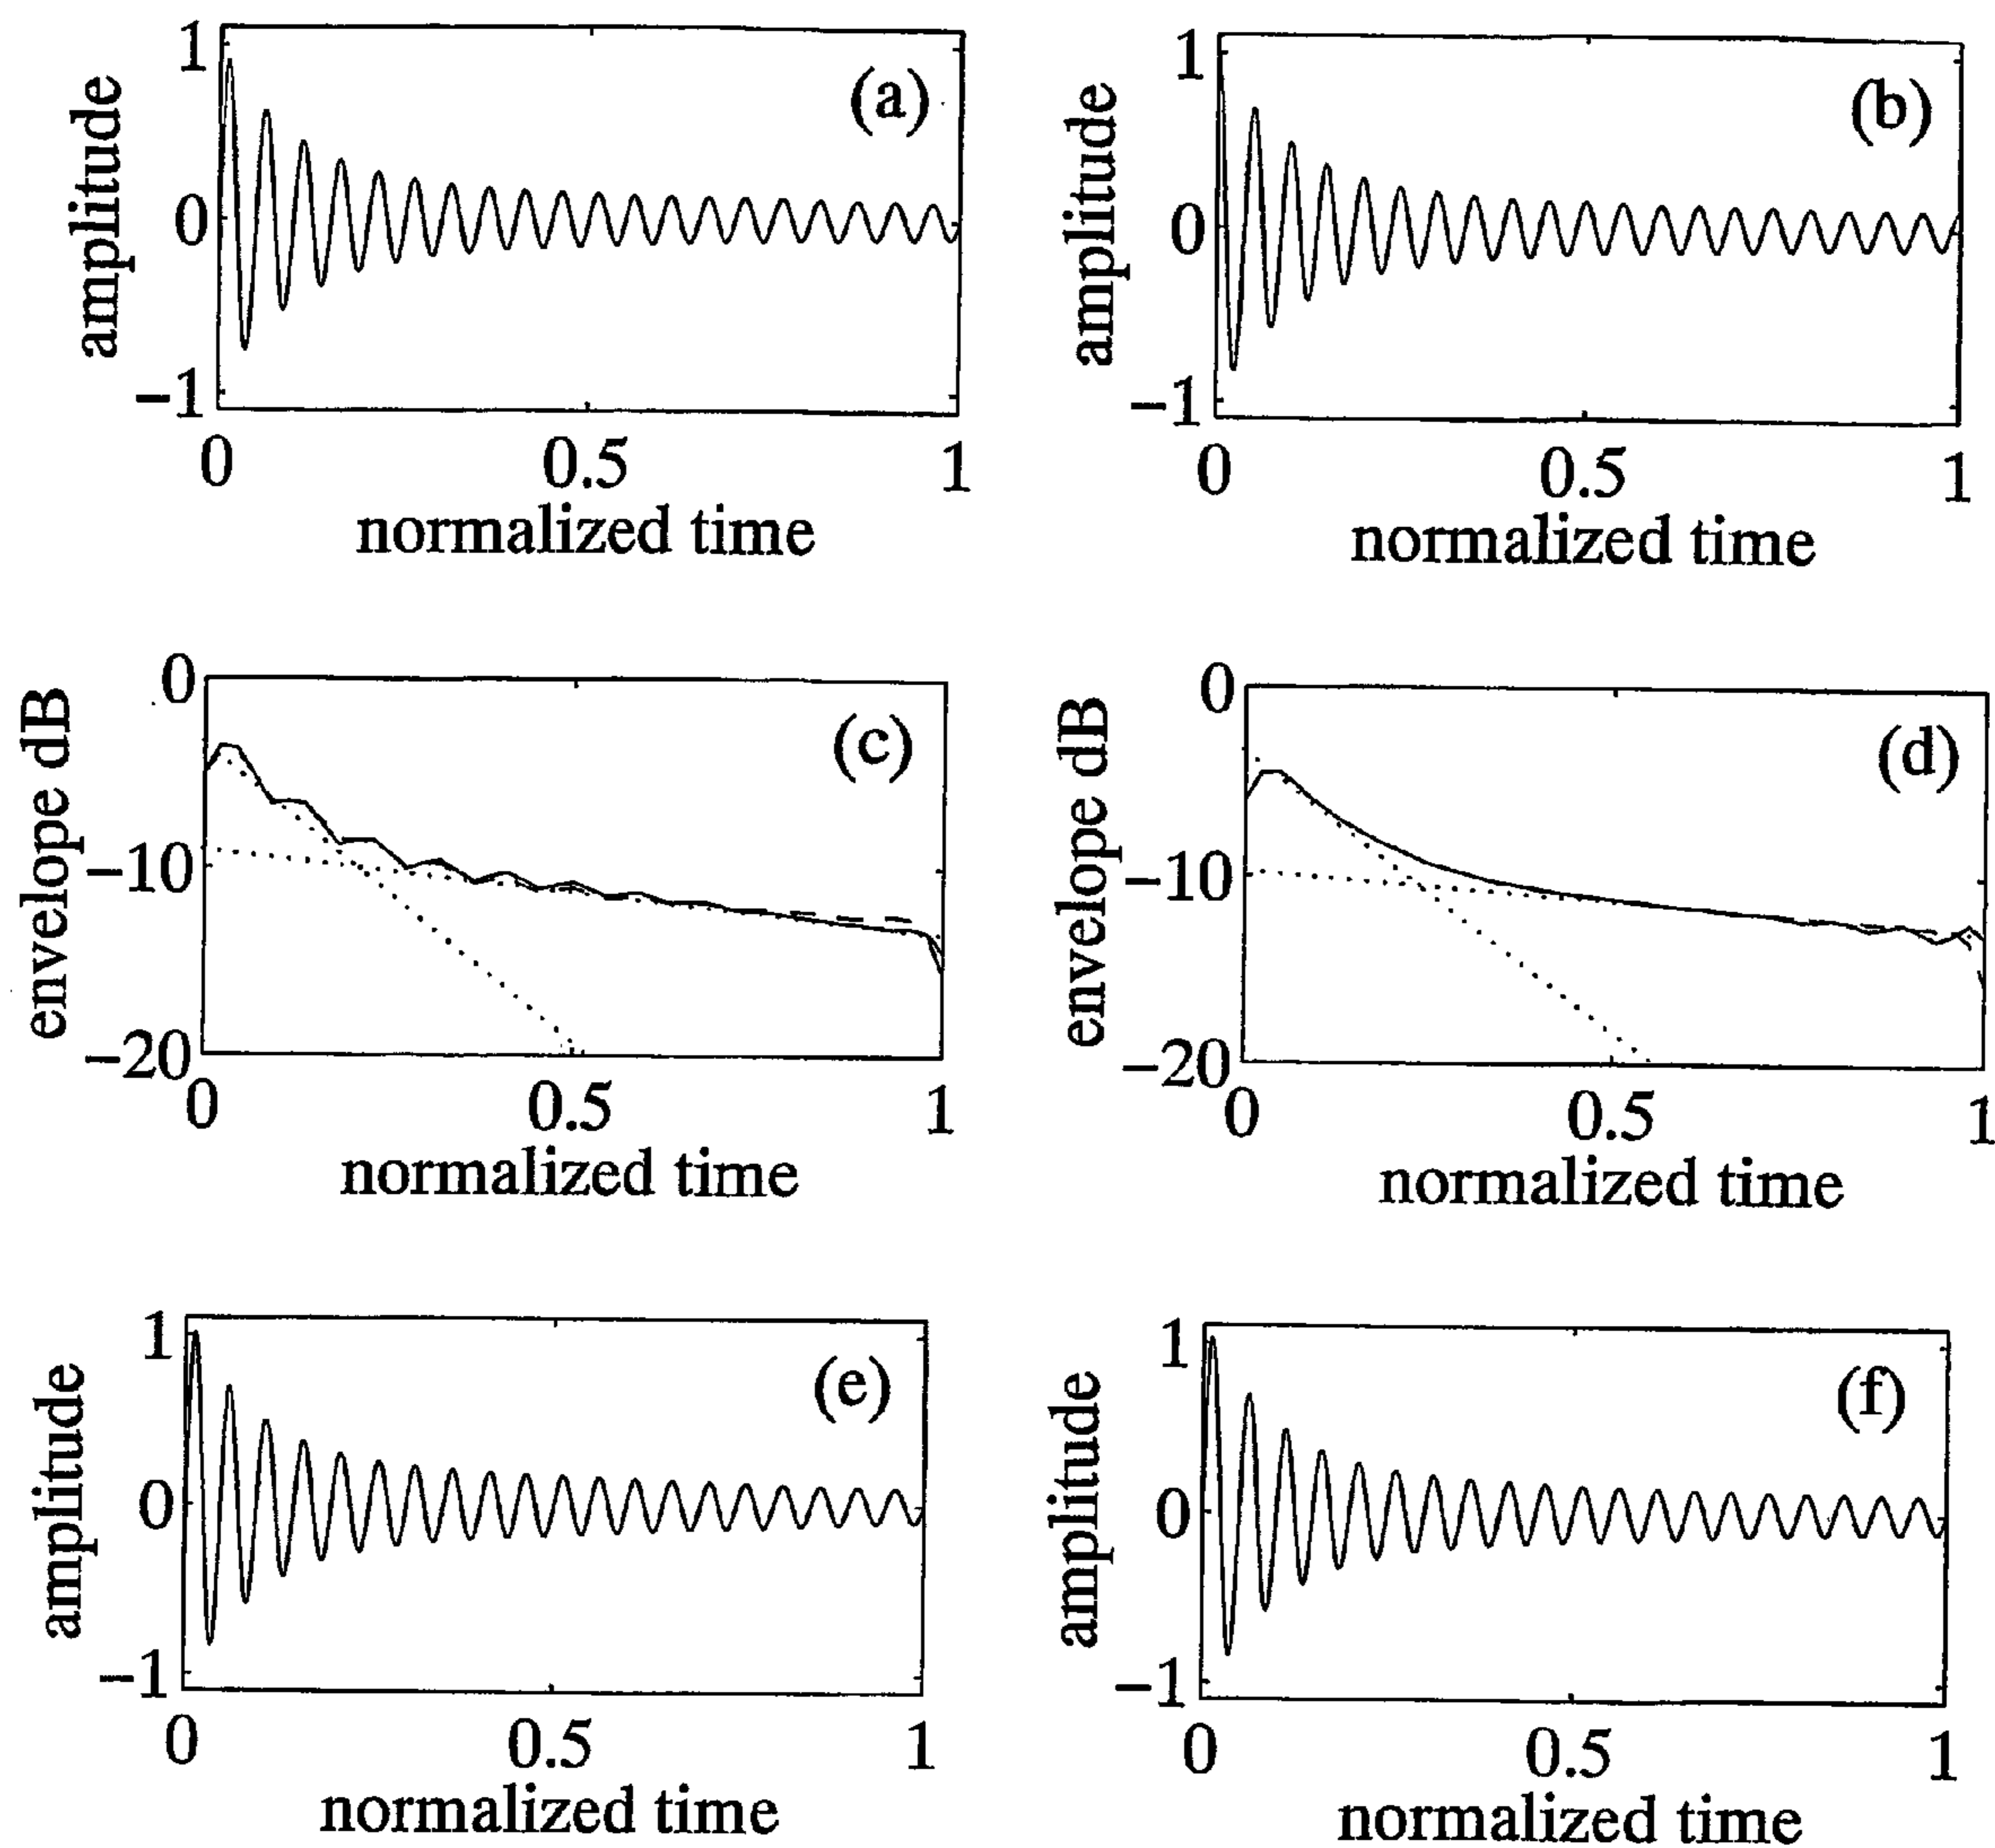 1
0
−1
amplitude
(a)
0 0.5 1
normalized time
1
0
−1
amplitude
(b)
0 0.5 1
normalized time
0
−10
−20
envelope dB
(c)
0 0.5 1
normalized time
0
−10
−20
envelope dB
(d)
0 0.5 1
normalized time
1
0
−1
amplitude
(e)
0 0.5 1
normalized time
1
0
−1
amplitude
(f)
0 0.5 1
normalized time